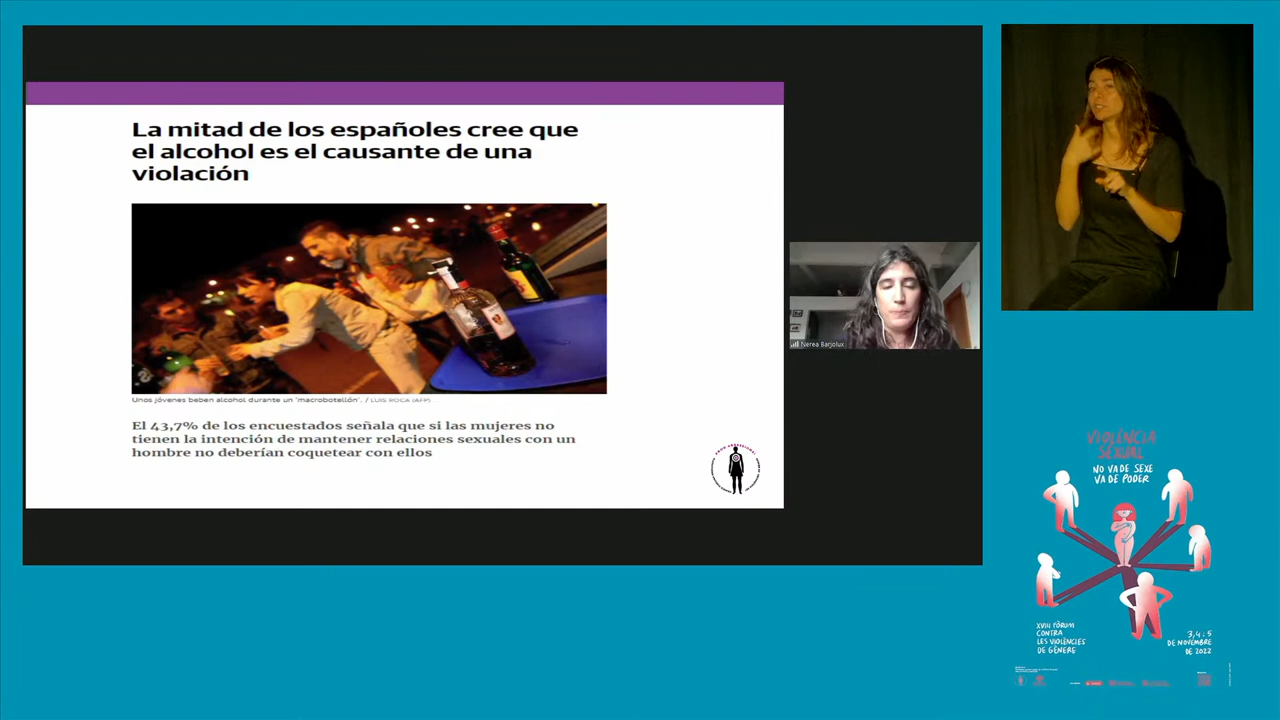 La mitad de los españoles cree que
el alcohol es el causante de una
violación
Unos jóvenes beben alcohol durante un 'macrobotellón'. / LUIS ROCA (AFP)
El 43,7% de los encuestados señala que si las mujeres no
tienen la intención de mantener relaciones sexuales con un
hombre no deberían coquetear con ellos
Nerea Barjolux
VIOLÈNCIA
SEXUAL
NO VA DE SEXE
VA DE PODER
XVIII FÒRUM
CONTRA
LES VIOLÈNCIES
DE GÈNERE
3, 4 i 5
DE NOVEMBRE
DE 2022